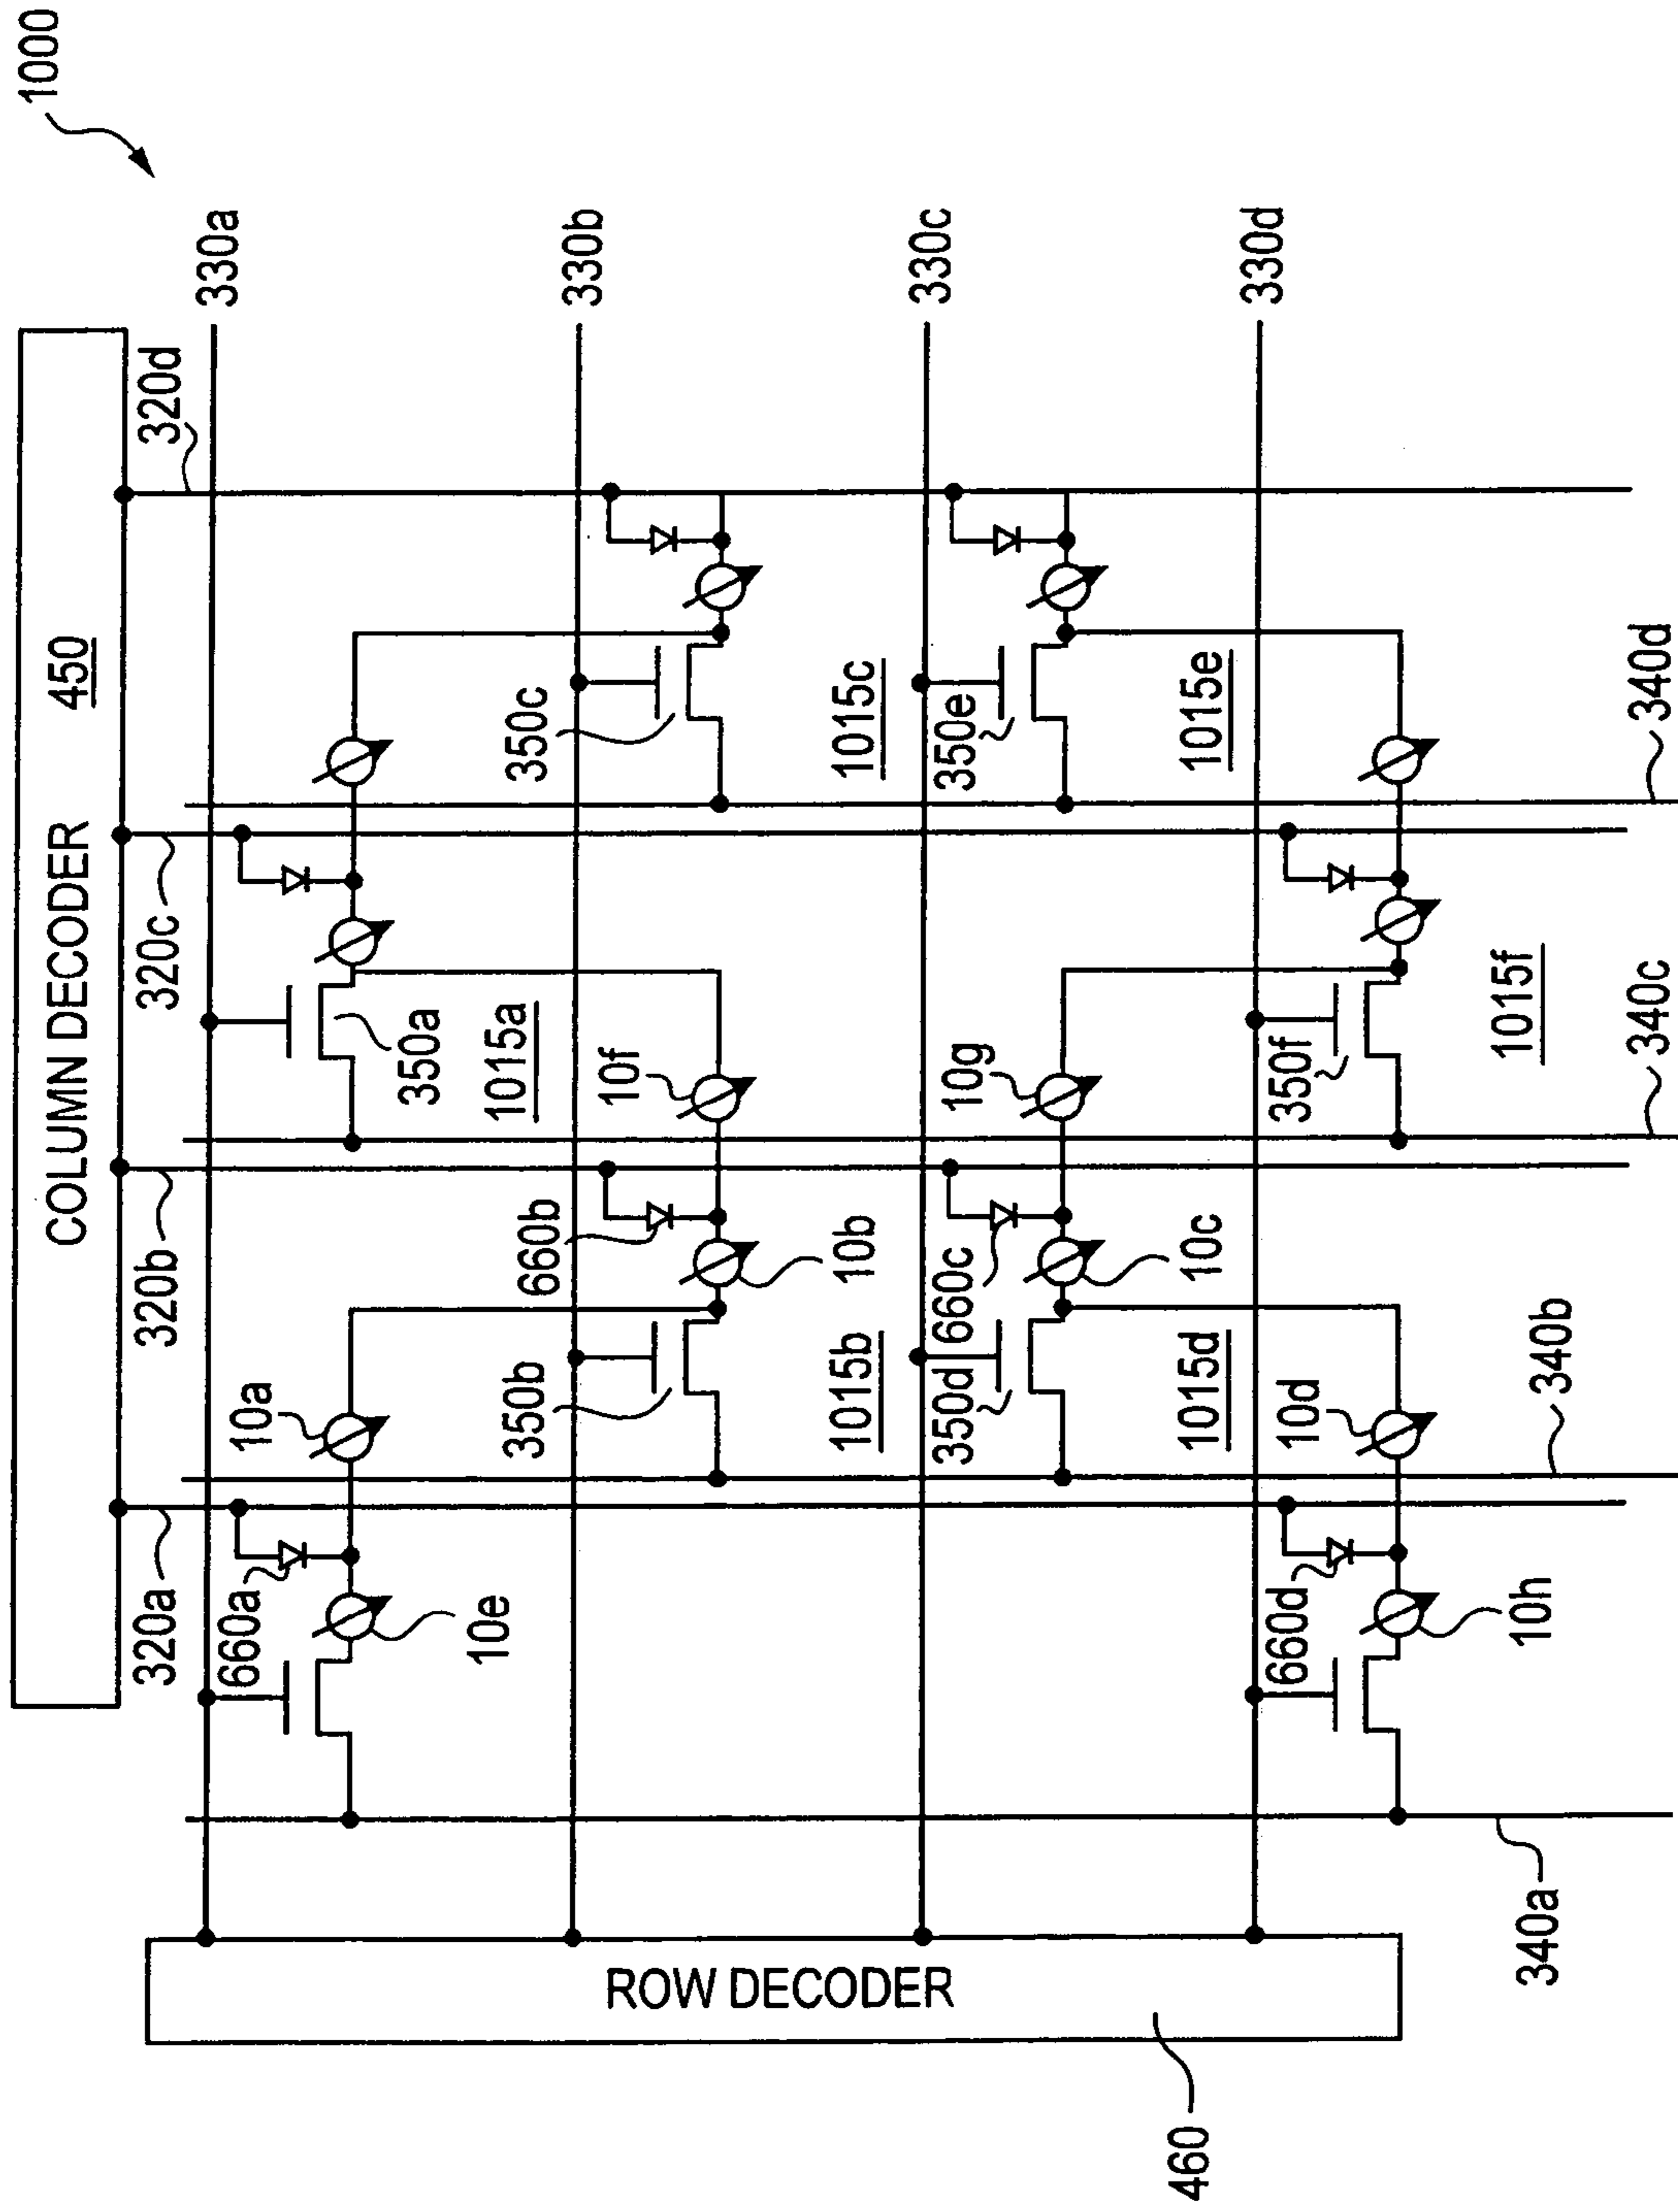 1000
COLUMN DECODER 450
320a
320b
320c
320d
330a
660a
10a
10e
350a
1015a
330b
350b
660b
10b
10f
350c
1015b
1015c
330c
350d
660c
10c
10g
350e
1015d
1015e
330d
660d
10d
10h
350f
1015f
340a
340b
340c
340d
ROW DECODER
460